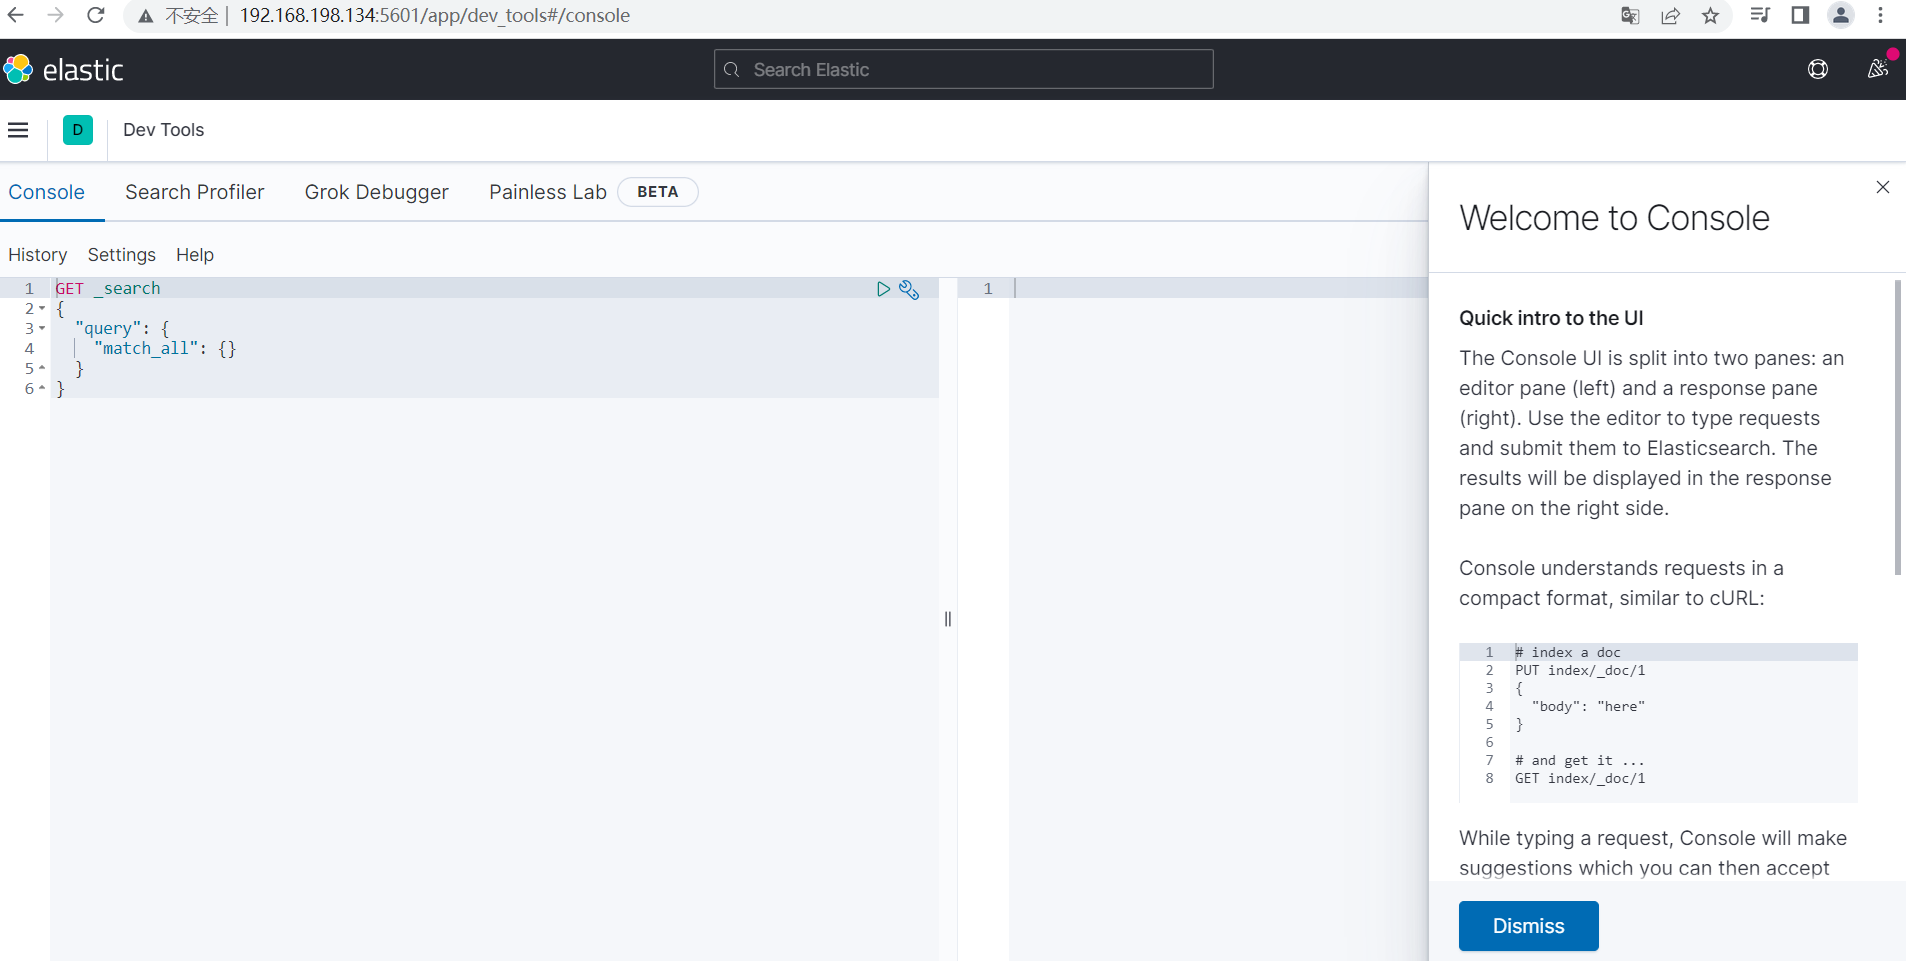 不安全 192.168.198.134:5601/app/dev_tools#/console
elastic
Search Elastic
D
Dev Tools
Console
Search Profiler
Grok Debugger
Painless Lab
BETA
History
Settings
Help
1 GET _search
2 {
3 "query": {
4 "match_all": {}
5 }
6 }
1
Welcome to Console
Quick intro to the UI
The Console UI is split into two panes: an
editor pane (left) and a response pane
(right). Use the editor to type requests
and submit them to Elasticsearch. The
results will be displayed in the response
pane on the right side.
Console understands requests in a
compact format, similar to cURL:
1 # index a doc
2 PUT index/_doc/1
3 {
4 "body": "here"
5 }
6
7 # and get it ...
8 GET index/_doc/1
While typing a request, Console will make
suggestions which you can then accept
Dismiss